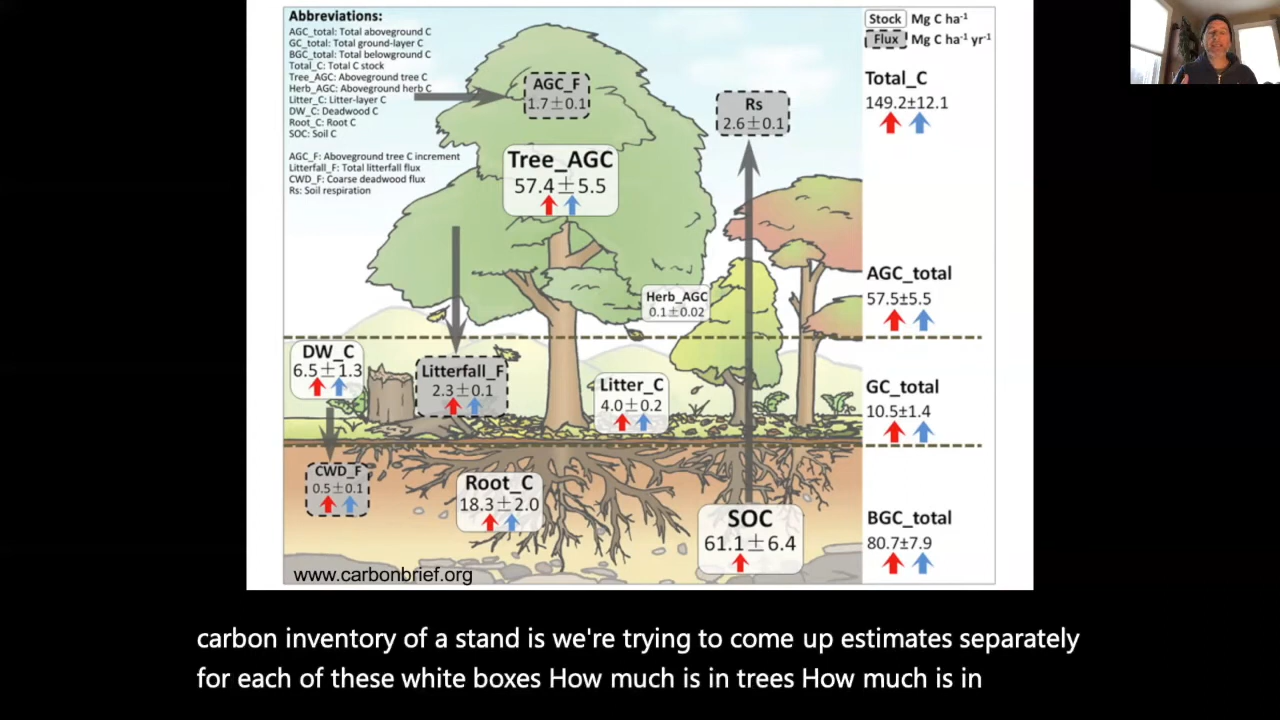 Abbreviations:
AGC_total: Total aboveground C
GC_total: Total ground-layer C
BGC_total: Total belowground C
Total_C: Total C stock
Tree_AGC: Aboveground tree C
Herb_AGC: Aboveground herb C
Litter_C: Litter-layer C
DW_C: Deadwood C
Root_C: Root C
SOC: Soil C
AGC_F: Aboveground tree C increment
Litterfall_F: Total litterfall flux
CWD_F: Coarse deadwood flux
Rs: Soil respiration
Stock Mg C ha⁻¹
Flux Mg C ha⁻¹ yr⁻¹
AGC_F
1.7±0.1
Rs
2.6±0.1
Total_C
149.2±12.1
Tree_AGC
57.4±5.5
Herb_AGC
0.1±0.02
AGC_total
57.5±5.5
DW_C
6.5±1.3
Litterfall_F
2.3±0.1
Litter_C
4.0±0.2
GC_total
10.5±1.4
CWD_F
0.5±0.1
Root_C
18.3±2.0
SOC
61.1±6.4
BGC_total
80.7±7.9
www.carbonbrief.org
carbon inventory of a stand is we're trying to come up estimates separately
for each of these white boxes How much is in trees How much is in